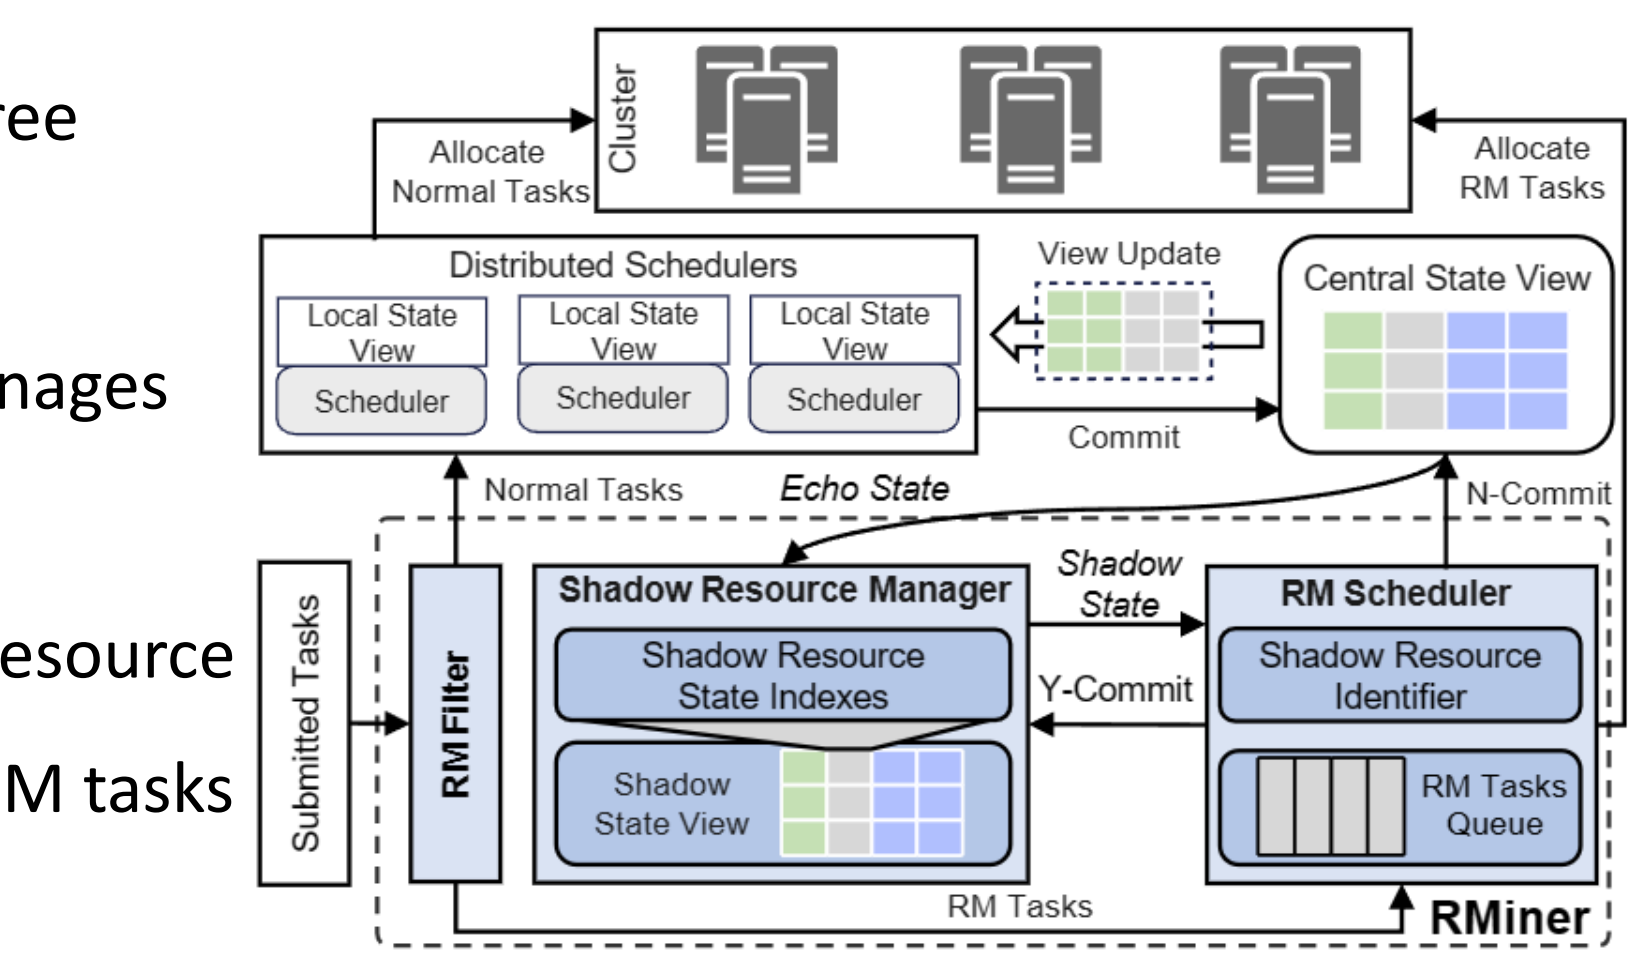 ree
nages
esource
M tasks
Cluster
Allocate
Normal Tasks
Allocate
RM Tasks
Distributed Schedulers
Local State
View
Scheduler
Local State
View
Scheduler
Local State
View
Scheduler
View Update
Central State View
Commit
Normal Tasks
Echo State
N-Commit
Submitted Tasks
RMFilter
Shadow Resource Manager
Shadow Resource
State Indexes
Shadow
State View
Shadow
State
Y-Commit
RM Scheduler
Shadow Resource
Identifier
RM Tasks
Queue
RM Tasks
RMiner